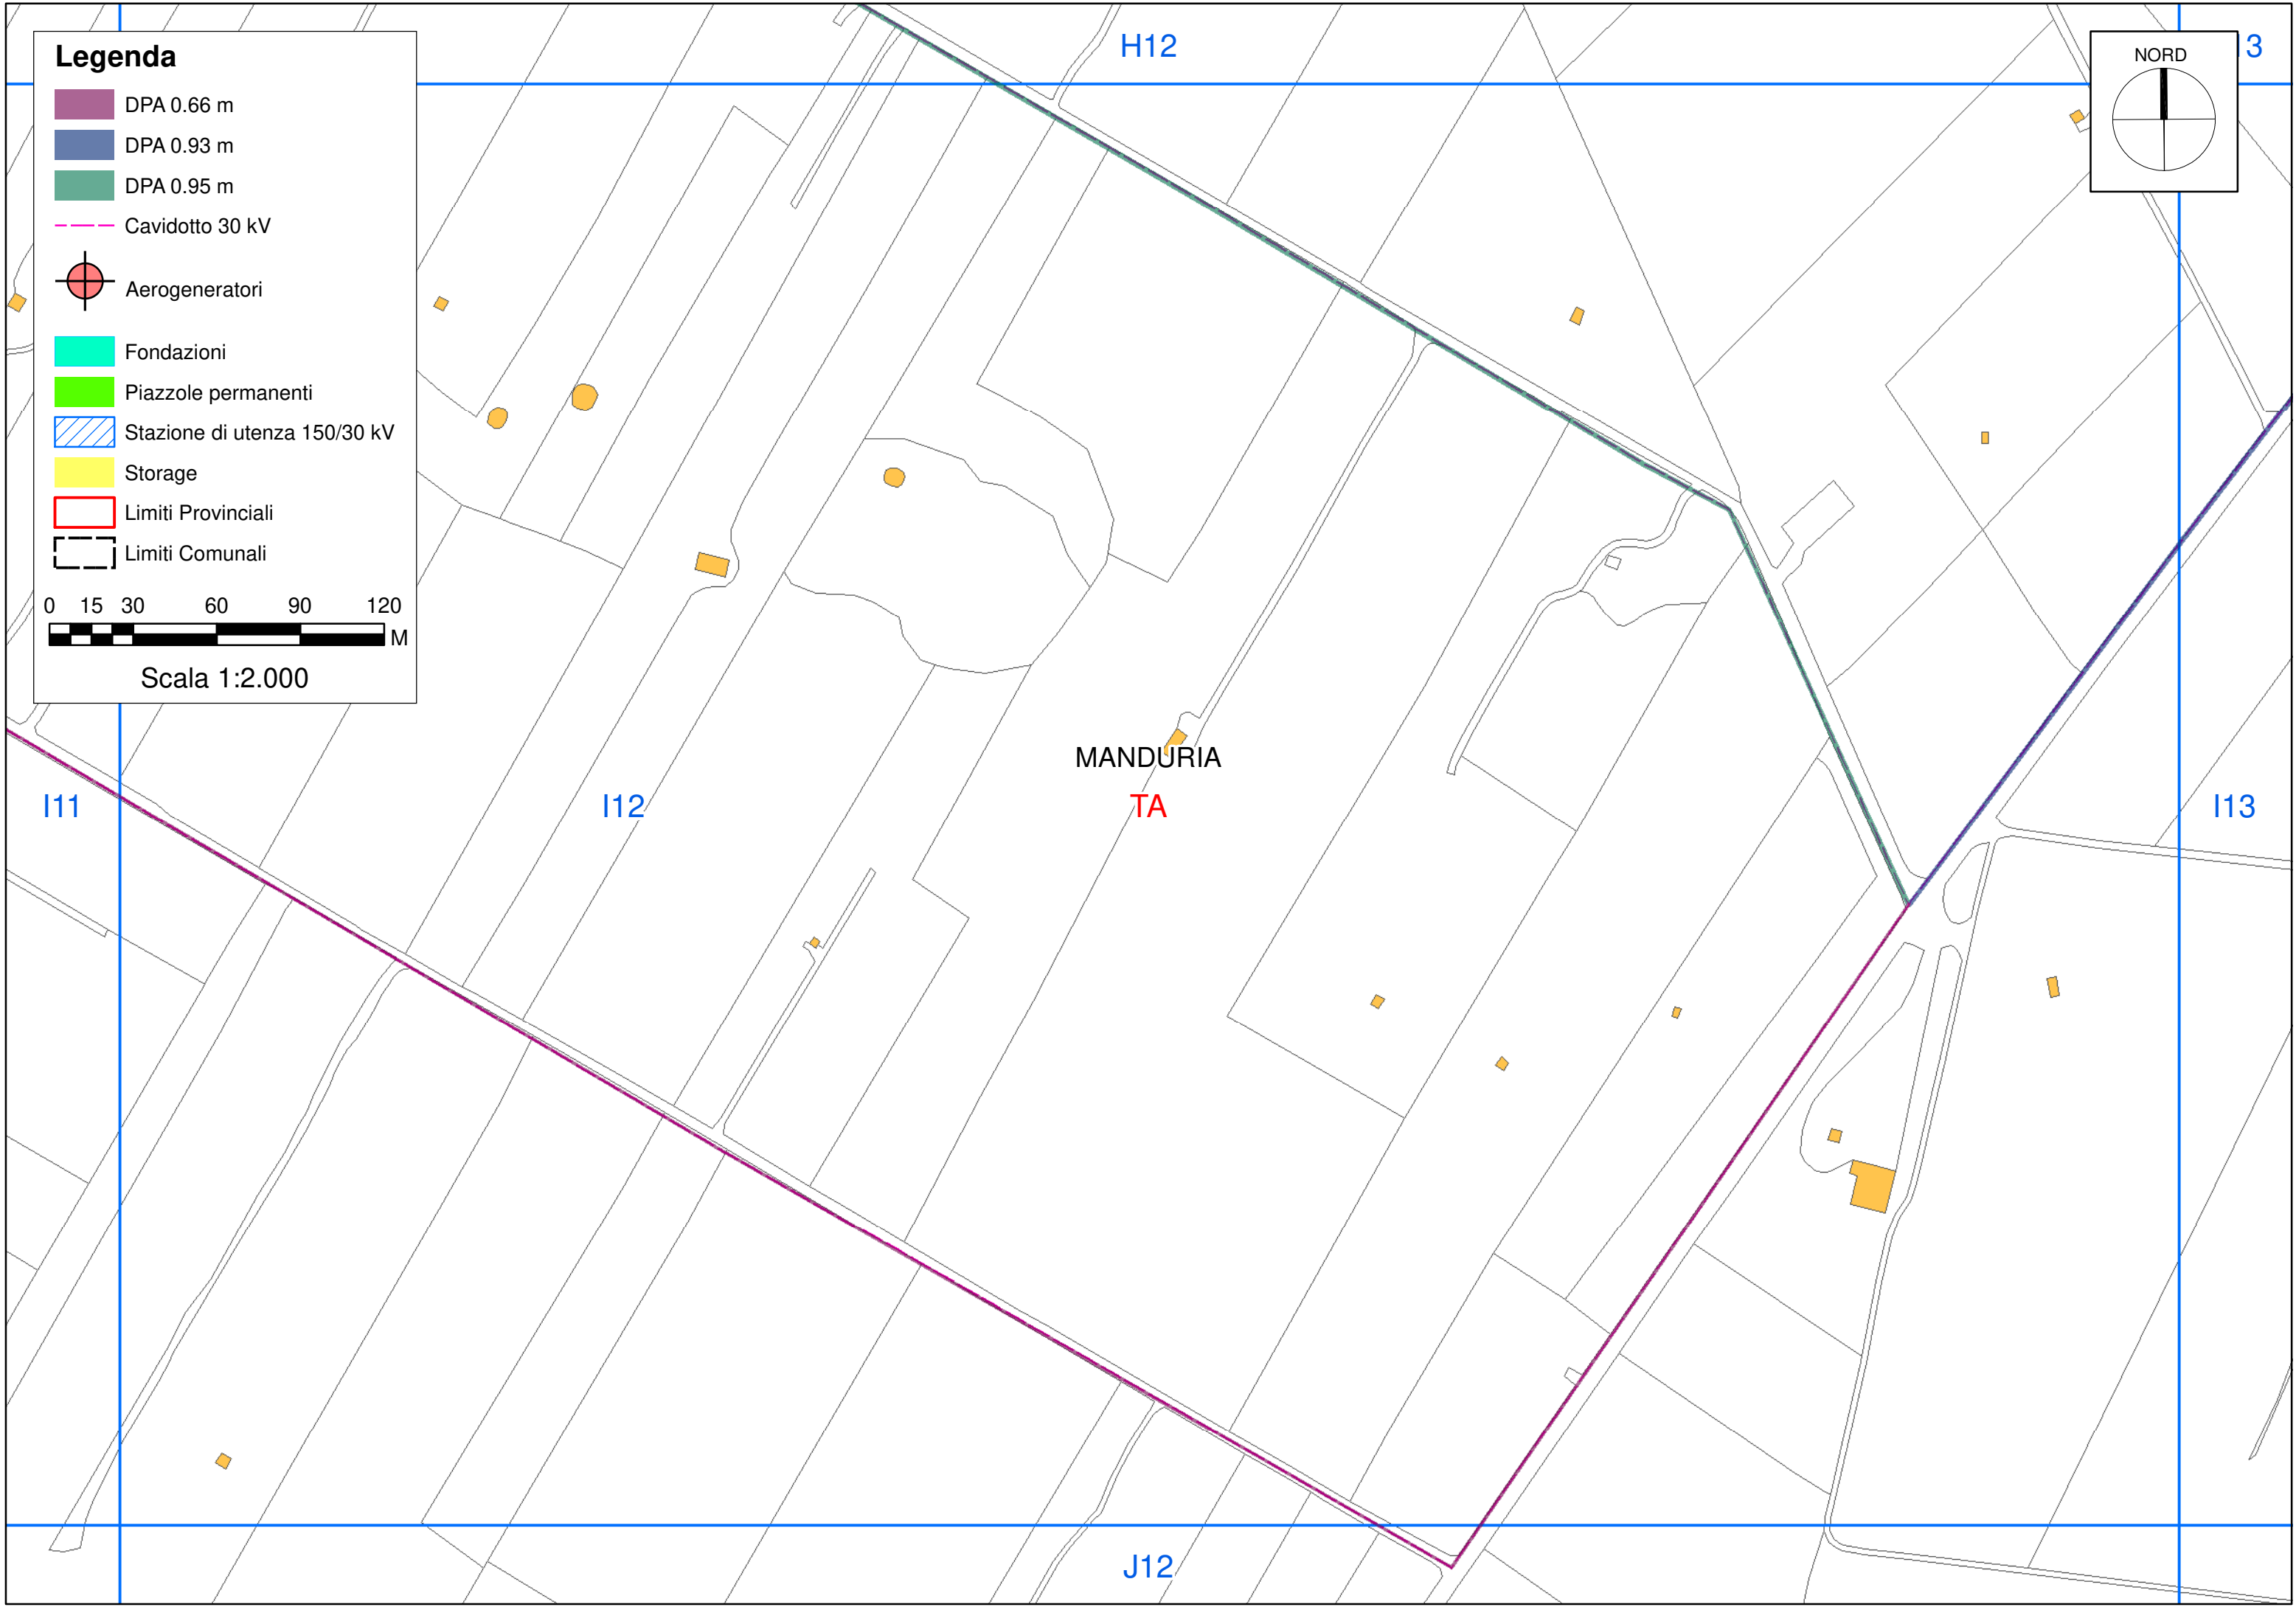 H12
13
NORD
Legenda
DPA 0.66 m
DPA 0.93 m
DPA 0.95 m
Cavidotto 30 kV
Aerogeneratori
Fondazioni
Piazzole permanenti
Stazione di utenza 150/30 kV
Storage
Limiti Provinciali
Limiti Comunali
0 15 30 60 90 120
M
Scala 1:2.000
MANDURIA
TA
I11
I12
I13
J12